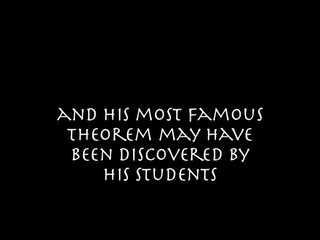 and his most famous
theorem may have
been discovered by
his students